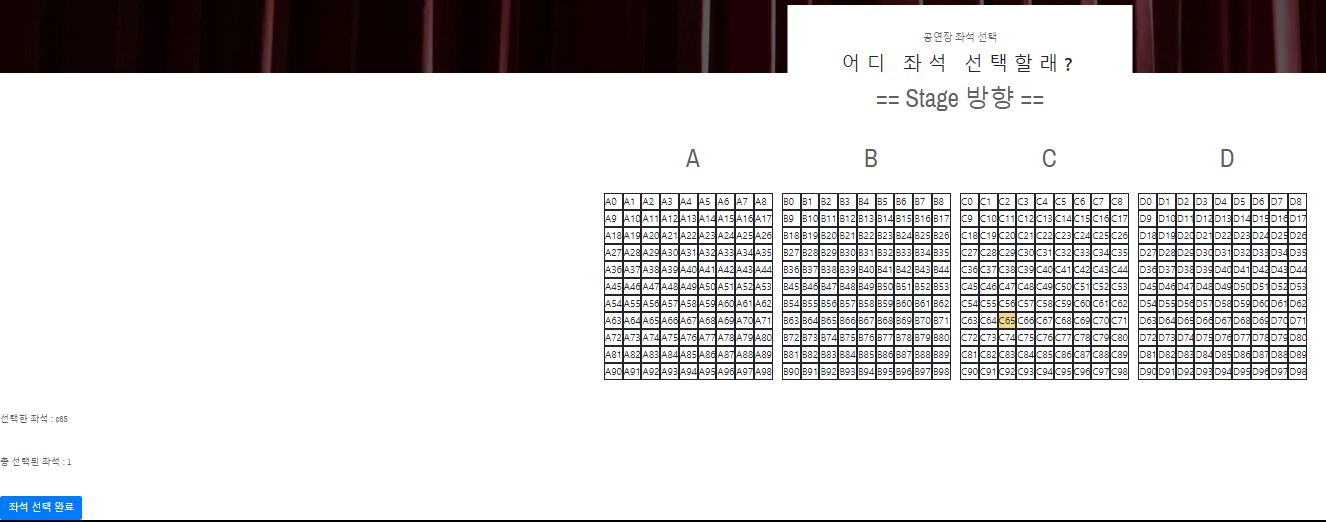 공연장 좌석 선택
어디 좌석 선택할래?
== Stage 방향 ==
A B C D
A0 A1 A2 A3 A4 A5 A6 A7 A8 B0 B1 B2 B3 B4 B5 B6 B7 B8 C0 C1 C2 C3 C4 C5 C6 C7 C8 D0 D1 D2 D3 D4 D5 D6 D7 D8
A9 A10 A11 A12 A13 A14 A15 A16 A17 B9 B10 B11 B12 B13 B14 B15 B16 B17 C9 C10 C11 C12 C13 C14 C15 C16 C17 D9 D10 D11 D12 D13 D14 D15 D16 D17
A18 A19 A20 A21 A22 A23 A24 A25 A26 B18 B19 B20 B21 B22 B23 B24 B25 B26 C18 C19 C20 C21 C22 C23 C24 C25 C26 D18 D19 D20 D21 D22 D23 D24 D25 D26
A27 A28 A29 A30 A31 A32 A33 A34 A35 B27 B28 B29 B30 B31 B32 B33 B34 B35 C27 C28 C29 C30 C31 C32 C33 C34 C35 D27 D28 D29 D30 D31 D32 D33 D34 D35
A36 A37 A38 A39 A40 A41 A42 A43 A44 B36 B37 B38 B39 B40 B41 B42 B43 B44 C36 C37 C38 C39 C40 C41 C42 C43 C44 D36 D37 D38 D39 D40 D41 D42 D43 D44
A45 A46 A47 A48 A49 A50 A51 A52 A53 B45 B46 B47 B48 B49 B50 B51 B52 B53 C45 C46 C47 C48 C49 C50 C51 C52 C53 D45 D46 D47 D48 D49 D50 D51 D52 D53
A54 A55 A56 A57 A58 A59 A60 A61 A62 B54 B55 B56 B57 B58 B59 B60 B61 B62 C54 C55 C56 C57 C58 C59 C60 C61 C62 D54 D55 D56 D57 D58 D59 D60 D61 D62
A63 A64 A65 A66 A67 A68 A69 A70 A71 B63 B64 B65 B66 B67 B68 B69 B70 B71 C63 C64 C65 C66 C67 C68 C69 C70 C71 D63 D64 D65 D66 D67 D68 D69 D70 D71
A72 A73 A74 A75 A76 A77 A78 A79 A80 B72 B73 B74 B75 B76 B77 B78 B79 B80 C72 C73 C74 C75 C76 C77 C78 C79 C80 D72 D73 D74 D75 D76 D77 D78 D79 D80
A81 A82 A83 A84 A85 A86 A87 A88 A89 B81 B82 B83 B84 B85 B86 B87 B88 B89 C81 C82 C83 C84 C85 C86 C87 C88 C89 D81 D82 D83 D84 D85 D86 D87 D88 D89
A90 A91 A92 A93 A94 A95 A96 A97 A98 B90 B91 B92 B93 B94 B95 B96 B97 B98 C90 C91 C92 C93 C94 C95 C96 C97 C98 D90 D91 D92 D93 D94 D95 D96 D97 D98
선택한 좌석 : c65
총 선택된 좌석 : 1
좌석 선택 완료